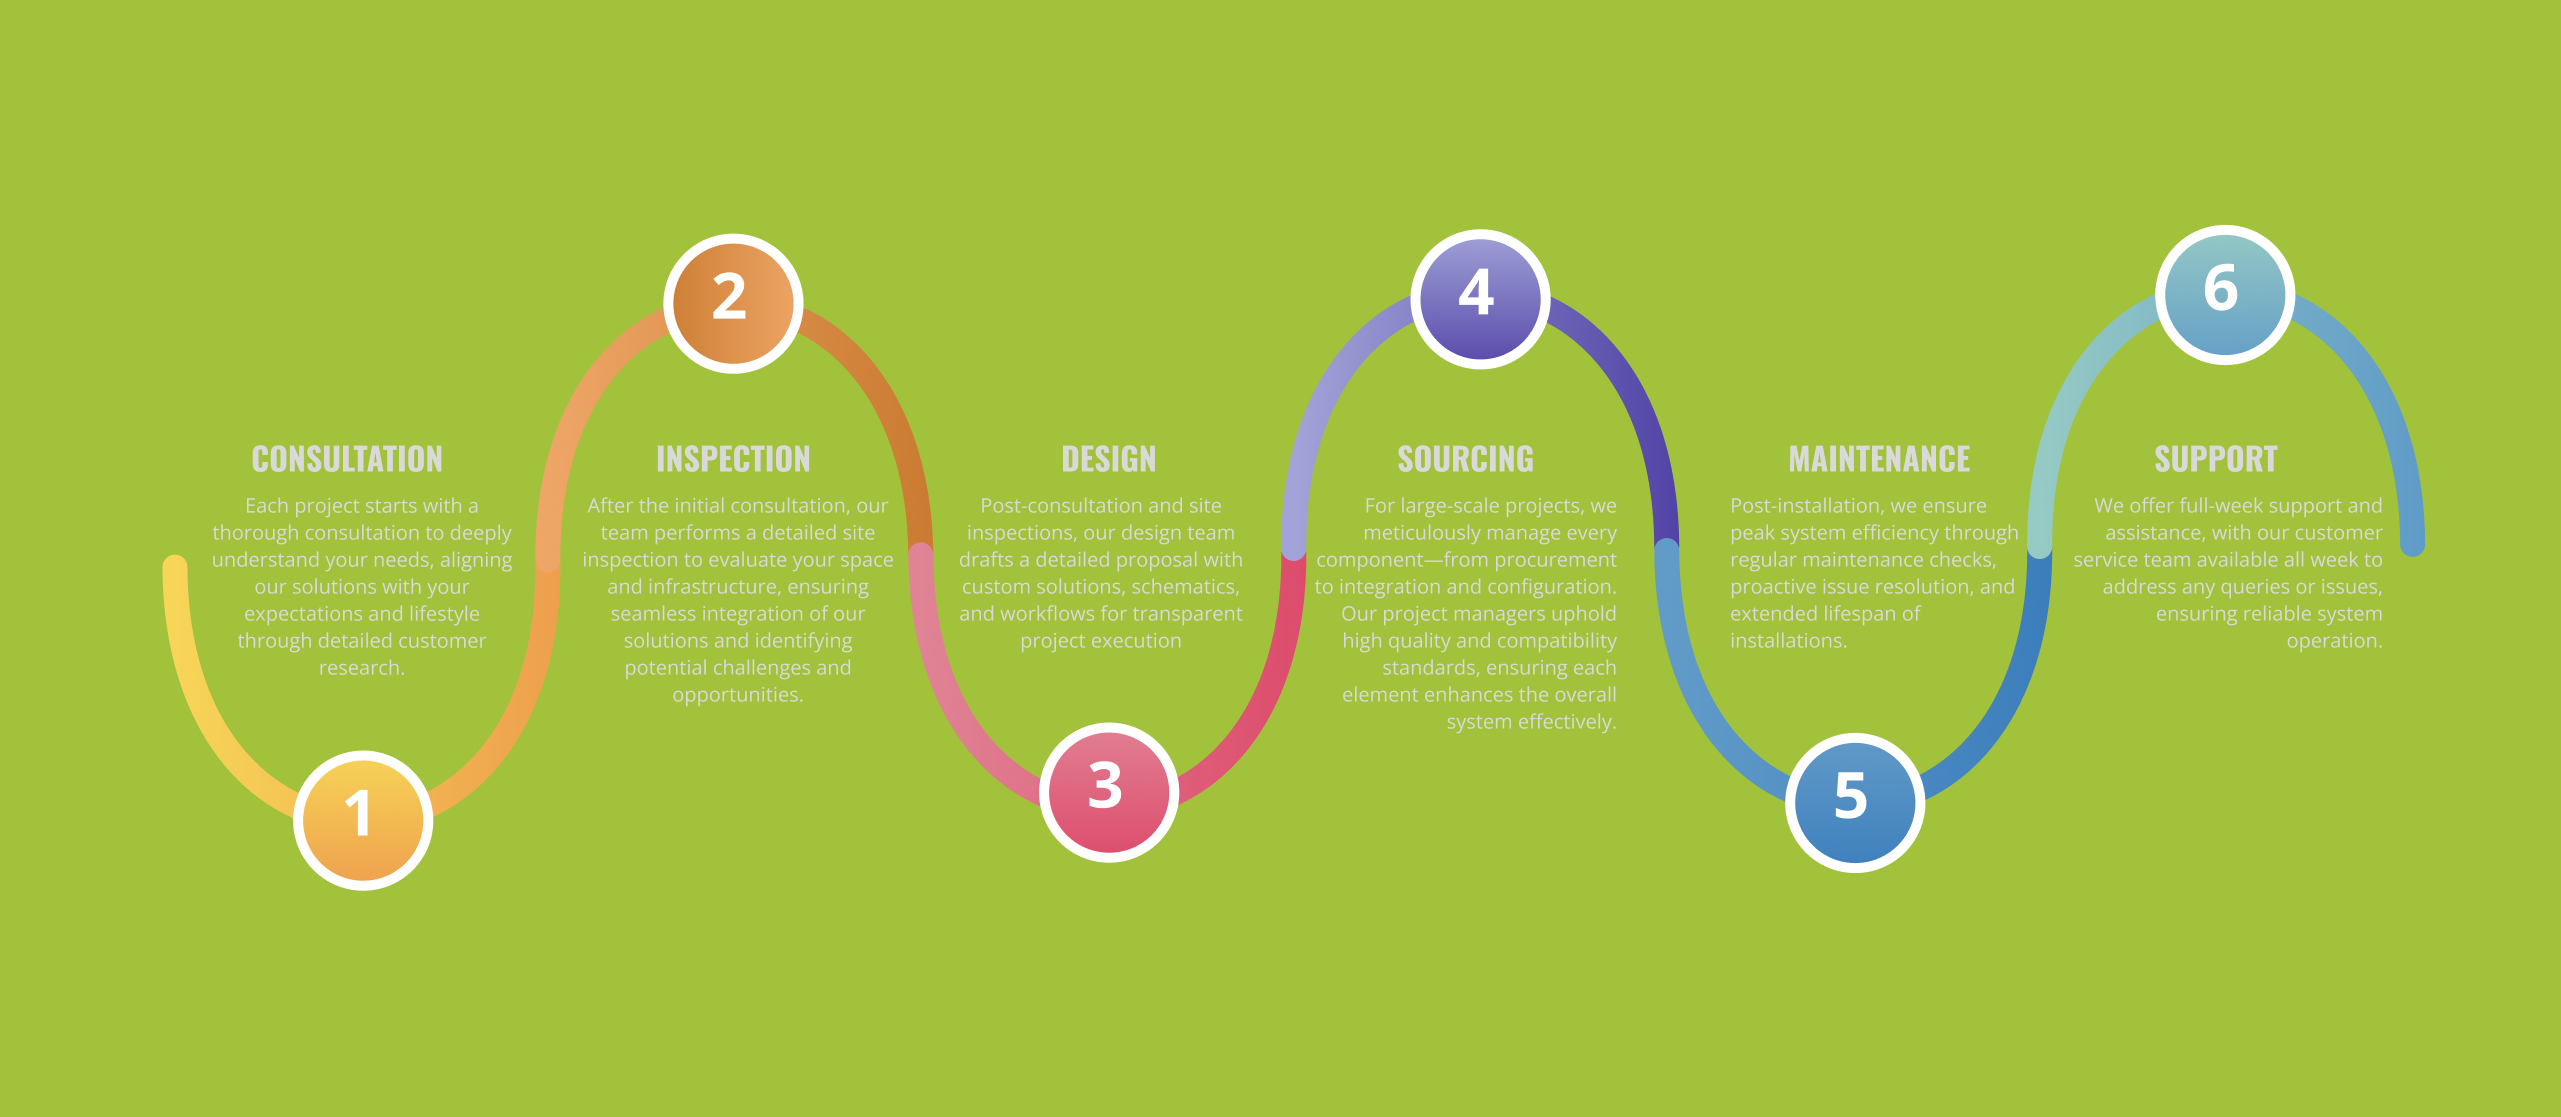 1
CONSULTATION
Each project starts with a
thorough consultation to deeply
understand your needs, aligning
our solutions with your
expectations and lifestyle
through detailed customer
research.
2
INSPECTION
After the initial consultation, our
team performs a detailed site
inspection to evaluate your space
and infrastructure, ensuring
seamless integration of our
solutions and identifying
potential challenges and
opportunities.
3
DESIGN
Post-consultation and site
inspections, our design team
drafts a detailed proposal with
custom solutions, schematics,
and workflows for transparent
project execution
4
SOURCING
For large-scale projects, we
meticulously manage every
component—from procurement
to integration and configuration.
Our project managers uphold
high quality and compatibility
standards, ensuring each
element enhances the overall
system effectively.
5
MAINTENANCE
Post-installation, we ensure
peak system efficiency through
regular maintenance checks,
proactive issue resolution, and
extended lifespan of
installations.
6
SUPPORT
We offer full-week support and
assistance, with our customer
service team available all week to
address any queries or issues,
ensuring reliable system
operation.